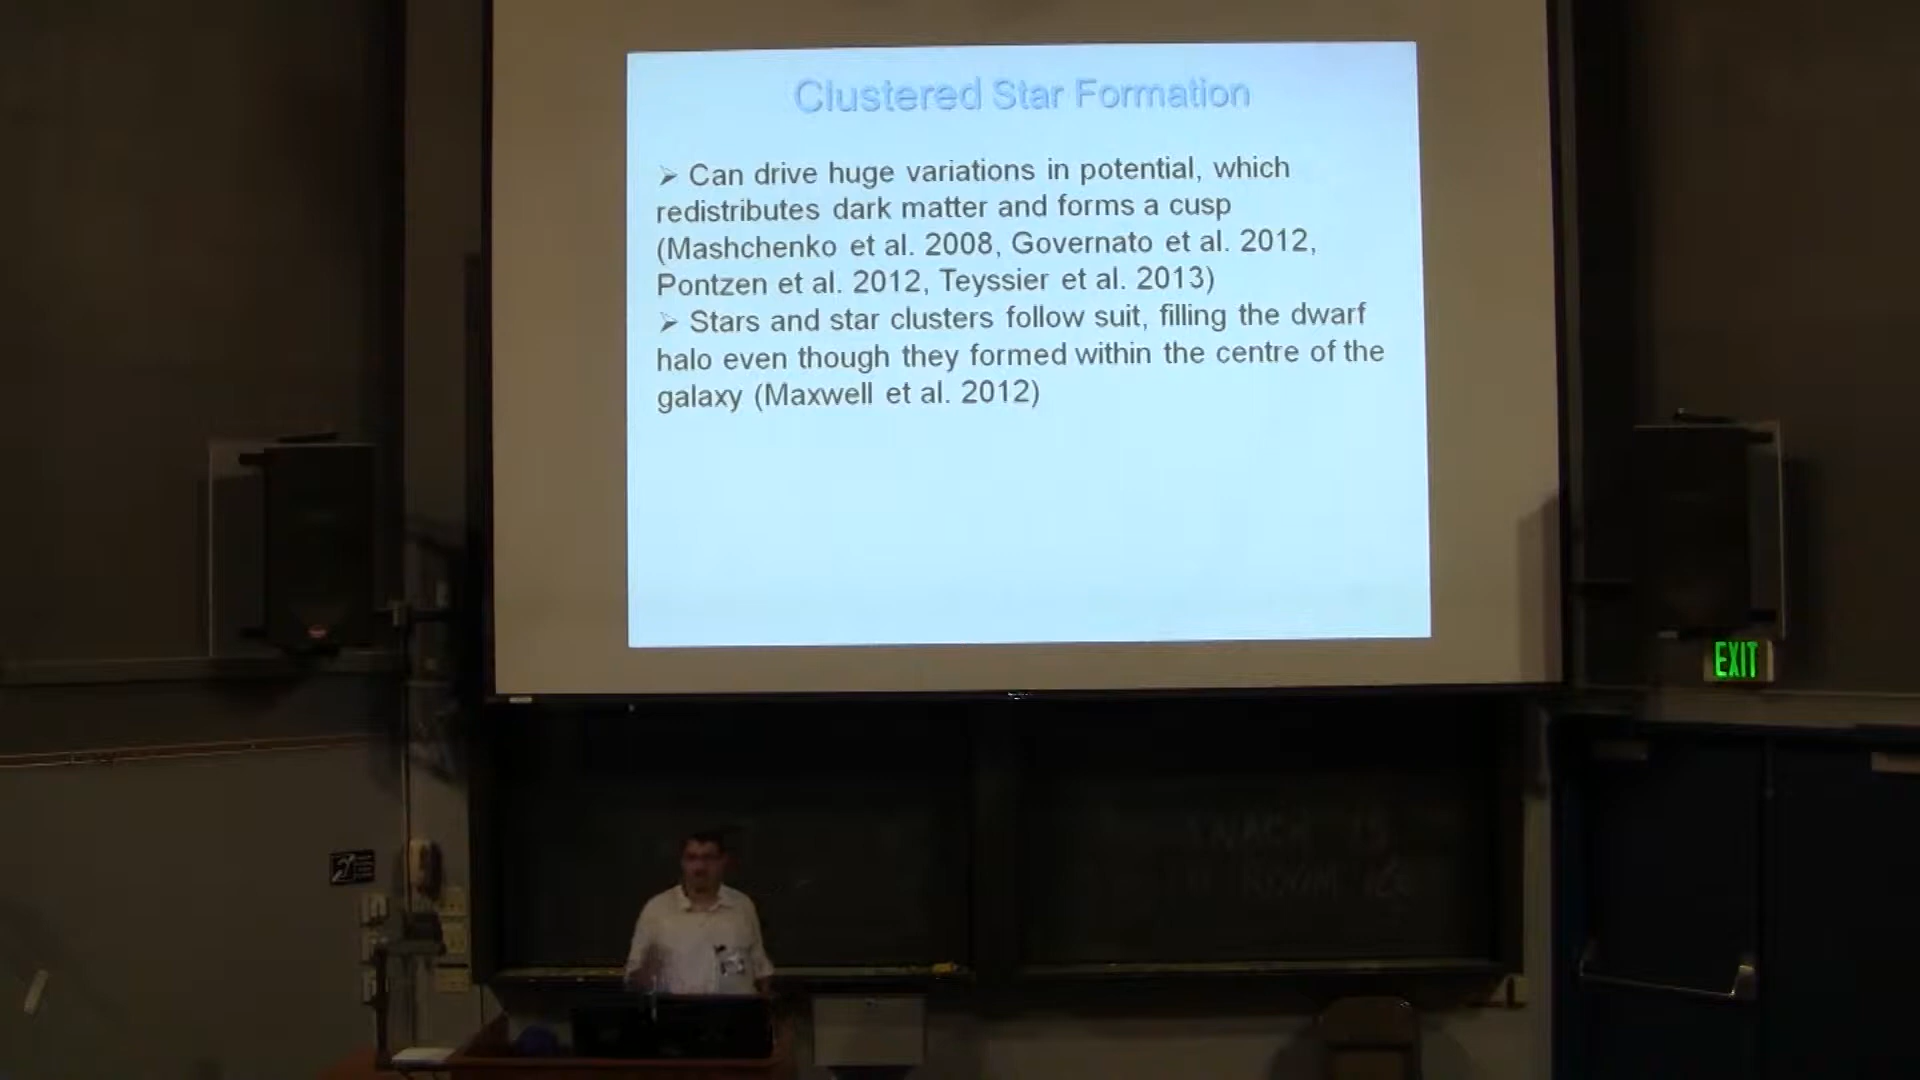 Clustered Star Formation
➢ Can drive huge variations in potential, which
redistributes dark matter and forms a cusp
(Mashchenko et al. 2008, Governato et al. 2012,
Pontzen et al. 2012, Teyssier et al. 2013)
➢ Stars and star clusters follow suit, filling the dwarf
halo even though they formed within the centre of the
galaxy (Maxwell et al. 2012)
EXIT
ROOM